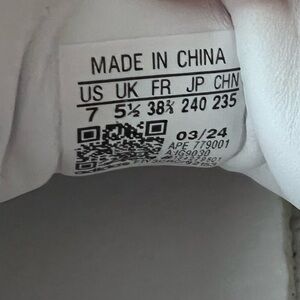 MADE IN CHINA
US UK FR JP CHN
7 5½ 38⅔ 240 235
03/24
APE 779001